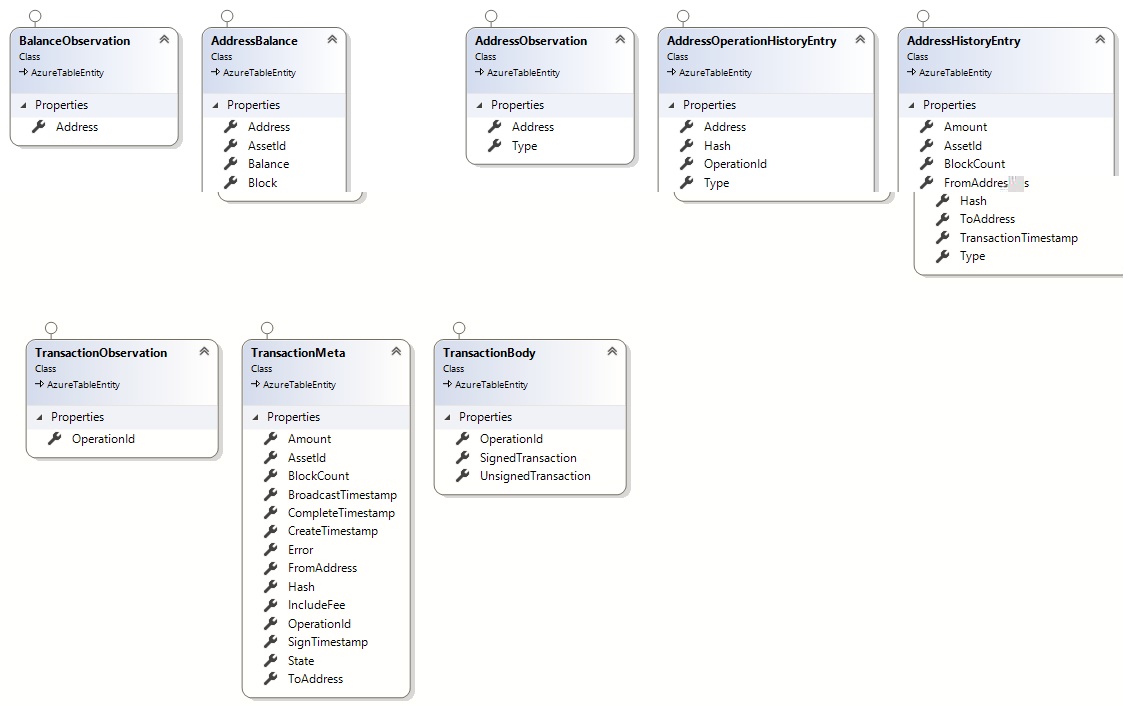 BalanceObservation
Class
AzureTableEntity
Properties
Address
AddressBalance
Class
AzureTableEntity
Properties
Address
AssetId
Balance
Block
AddressObservation
Class
AzureTableEntity
Properties
Address
Type
AddressOperationHistoryEntry
Class
AzureTableEntity
Properties
Address
Hash
OperationId
Type
AddressHistoryEntry
Class
AzureTableEntity
Properties
Amount
AssetId
BlockCount
Hash
ToAddress
TransactionTimestamp
Type
TransactionObservation
Class
AzureTableEntity
Properties
OperationId
TransactionMeta
Class
AzureTableEntity
Properties
Amount
AssetId
BlockCount
BroadcastTimestamp
CompleteTimestamp
CreateTimestamp
Error
FromAddress
Hash
IncludeFee
OperationId
SignTimestamp
State
ToAddress
TransactionBody
Class
AzureTableEntity
Properties
OperationId
SignedTransaction
UnsignedTransaction